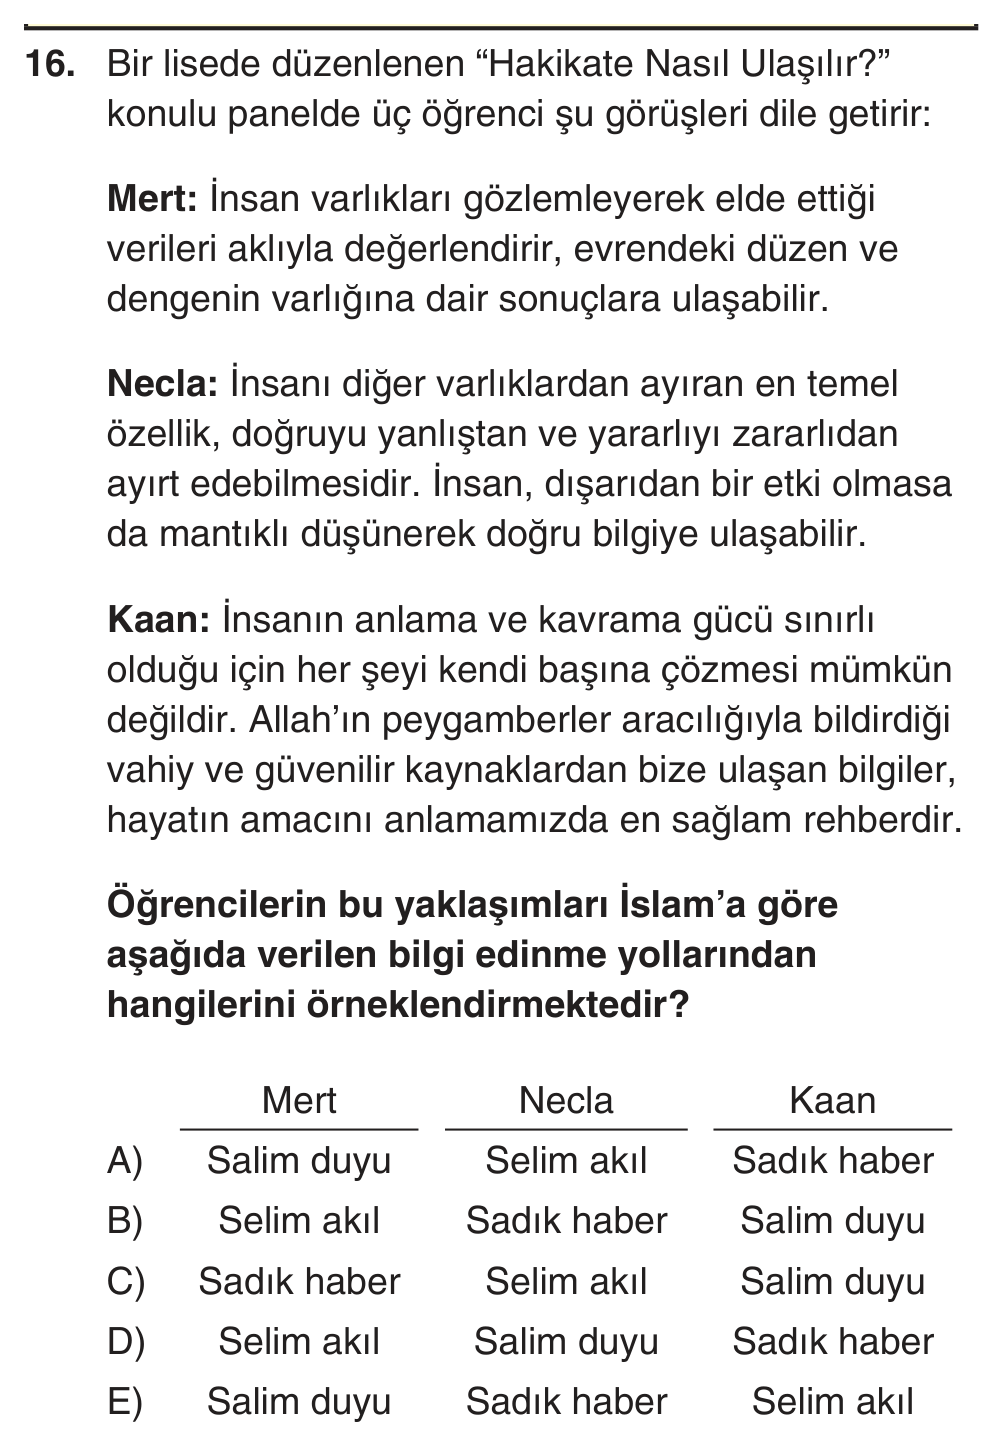 16. Bir lisede düzenlenen “Hakikate Nasıl Ulaşılır?”
konulu panelde üç öğrenci şu görüşleri dile getirir:
Mert: İnsan varlıkları gözlemleyerek elde ettiği
verileri aklıyla değerlendirir, evrendeki düzen ve
dengenin varlığına dair sonuçlara ulaşabilir.
Necla: İnsanı diğer varlıklardan ayıran en temel
özellik, doğruyu yanlıştan ve yararlıyı zararlıdan
ayırt edebilmesidir. İnsan, dışarıdan bir etki olmasa
da mantıklı düşünerek doğru bilgiye ulaşabilir.
Kaan: İnsanın anlama ve kavrama gücü sınırlı
olduğu için her şeyi kendi başına çözmesi mümkün
değildir. Allah’ın peygamberler aracılığıyla bildirdiği
vahiy ve güvenilir kaynaklardan bize ulaşan bilgiler,
hayatın amacını anlamamızda en sağlam rehberdir.
Öğrencilerin bu yaklaşımları İslam’a göre
aşağıda verilen bilgi edinme yollarından
hangilerini örneklendirmektedir?
Mert Necla Kaan
A) Salim duyu Selim akıl Sadık haber
B) Selim akıl Sadık haber Salim duyu
C) Sadık haber Selim akıl Salim duyu
D) Selim akıl Salim duyu Sadık haber
E) Salim duyu Sadık haber Selim akıl